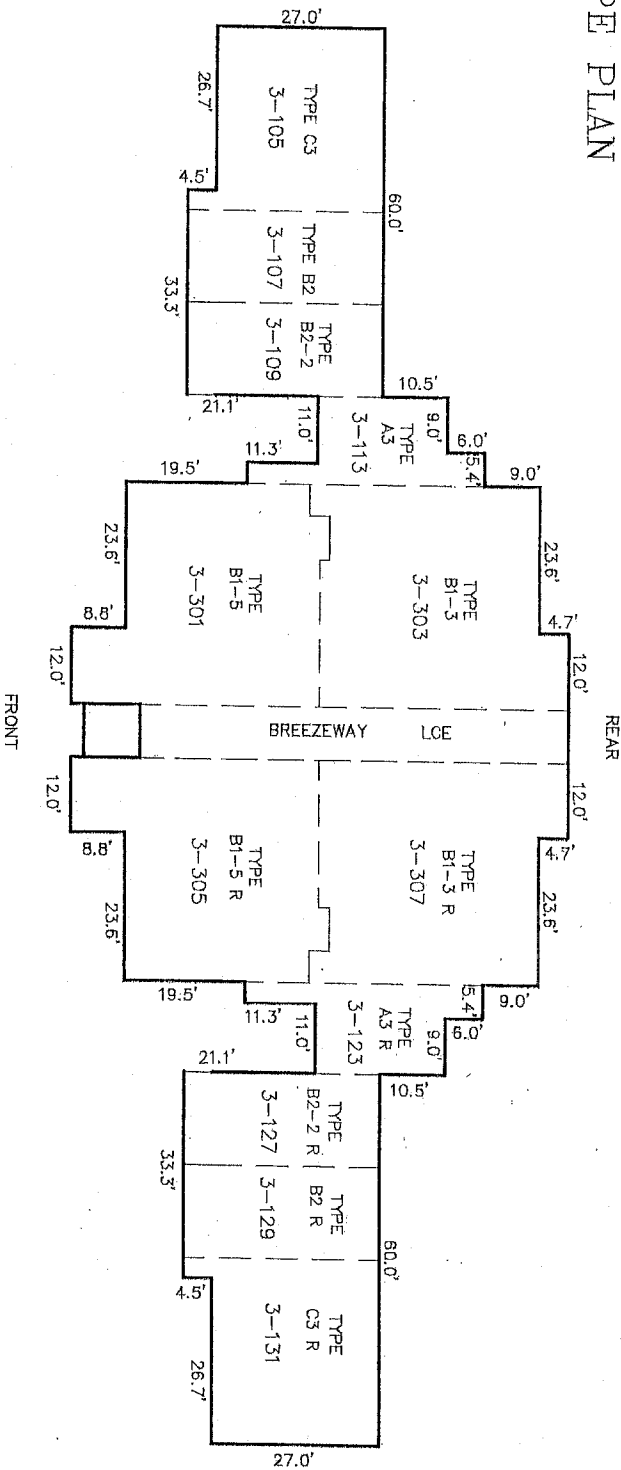 PE PLAN
27.0'
26.7'
TYPE C3
3-105
4.5'
60.0'
TYPE B2
3-107
33.3'
TYPE
B2-2
3-109
21.1'
10.5'
11.0'
9.0'
TYPE
A3
3-113
6.0'
11.3'
5.4'
19.5'
9.0'
23.6'
TYPE
B1-5
3-301
TYPE
B1-3
3-303
23.6'
8.8'
4.7'
12.0'
12.0'
FRONT
BREEZEWAY LCE
REAR
12.0'
12.0'
8.8'
4.7'
23.6'
TYPE
B1-5 R
3-305
TYPE
B1-3 R
3-307
23.6'
19.5'
9.0'
11.3'
5.4'
11.0'
TYPE
A3 R
3-123
9.0'
6.0'
21.1'
10.5'
TYPE
B2-2 R
3-127
33.3'
TYPE
B2 R
3-129
60.0'
4.5'
TYPE
C3 R
3-131
26.7'
27.0'